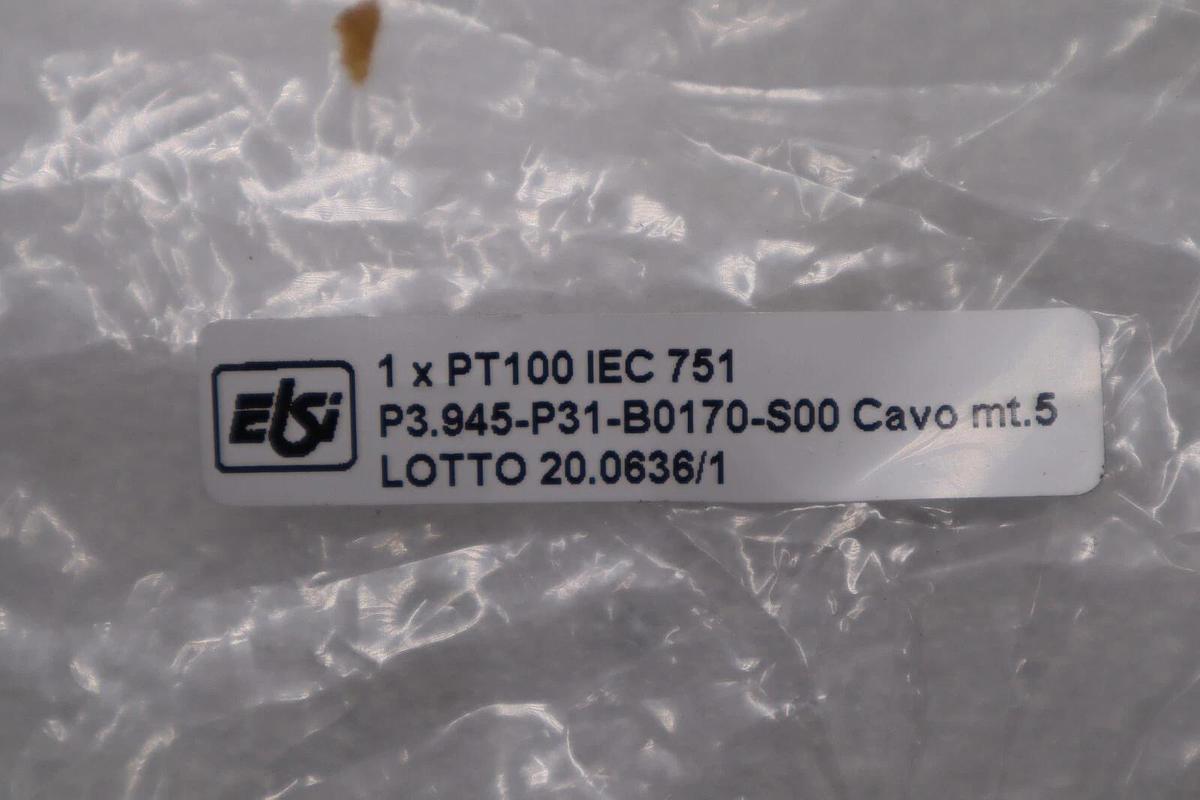 Elsi
1 x PT100 IEC 751
P3.945-P31-B0170-S00 Cavo mt.5
LOTTO 20.0636/1